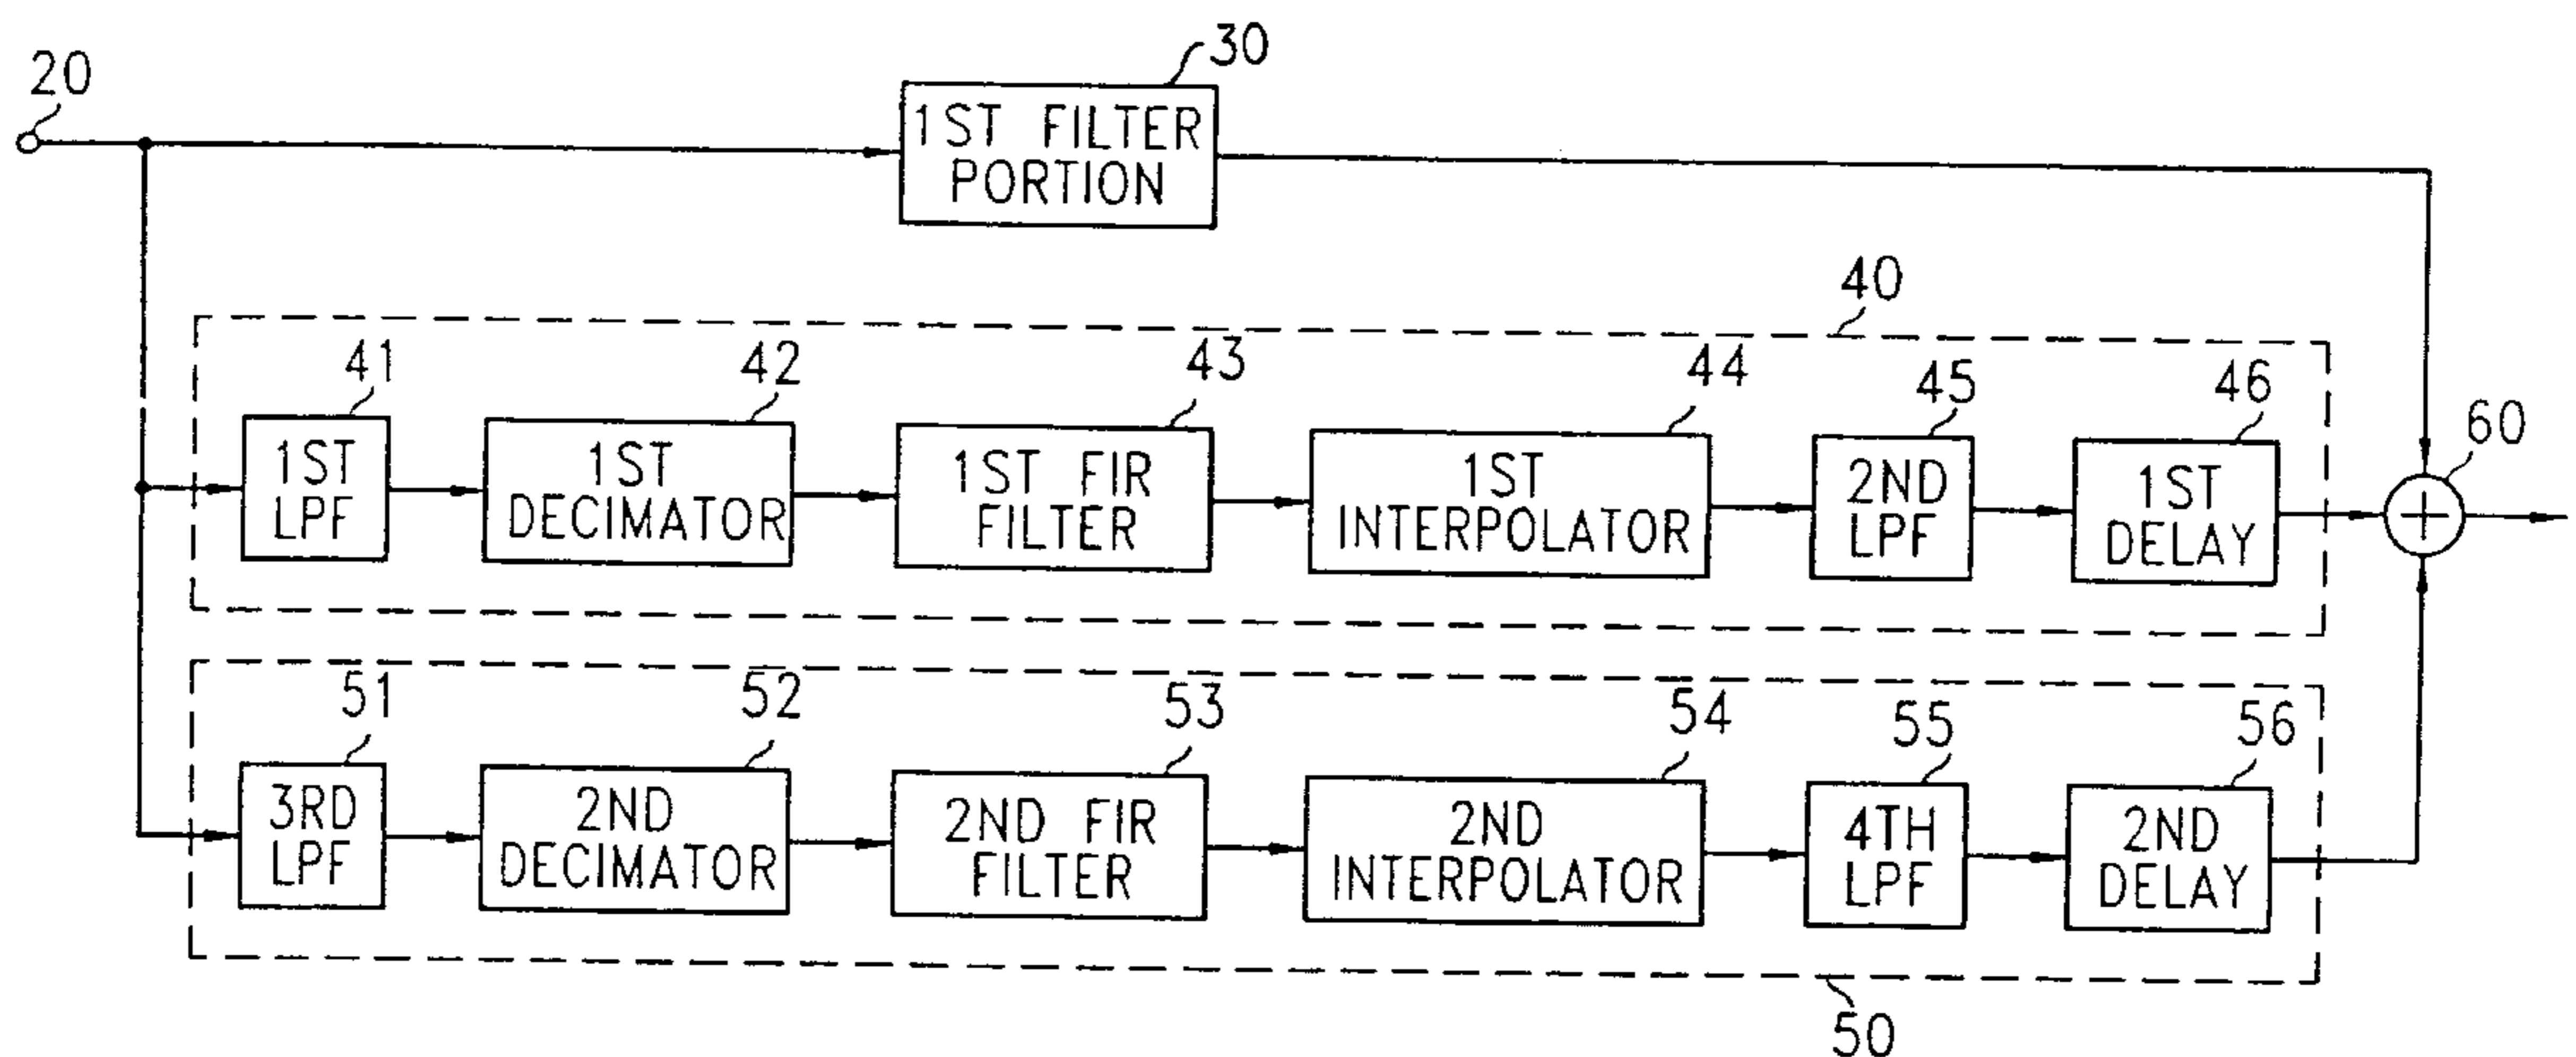 20
30
1ST FILTER
PORTION
40
41
42
43
44
45
46
60
1ST
LPF
1ST
DECIMATOR
1ST FIR
FILTER
1ST
INTERPOLATOR
2ND
LPF
1ST
DELAY
51
52
53
54
55
56
3RD
LPF
2ND
DECIMATOR
2ND FIR
FILTER
2ND
INTERPOLATOR
4TH
LPF
2ND
DELAY
50